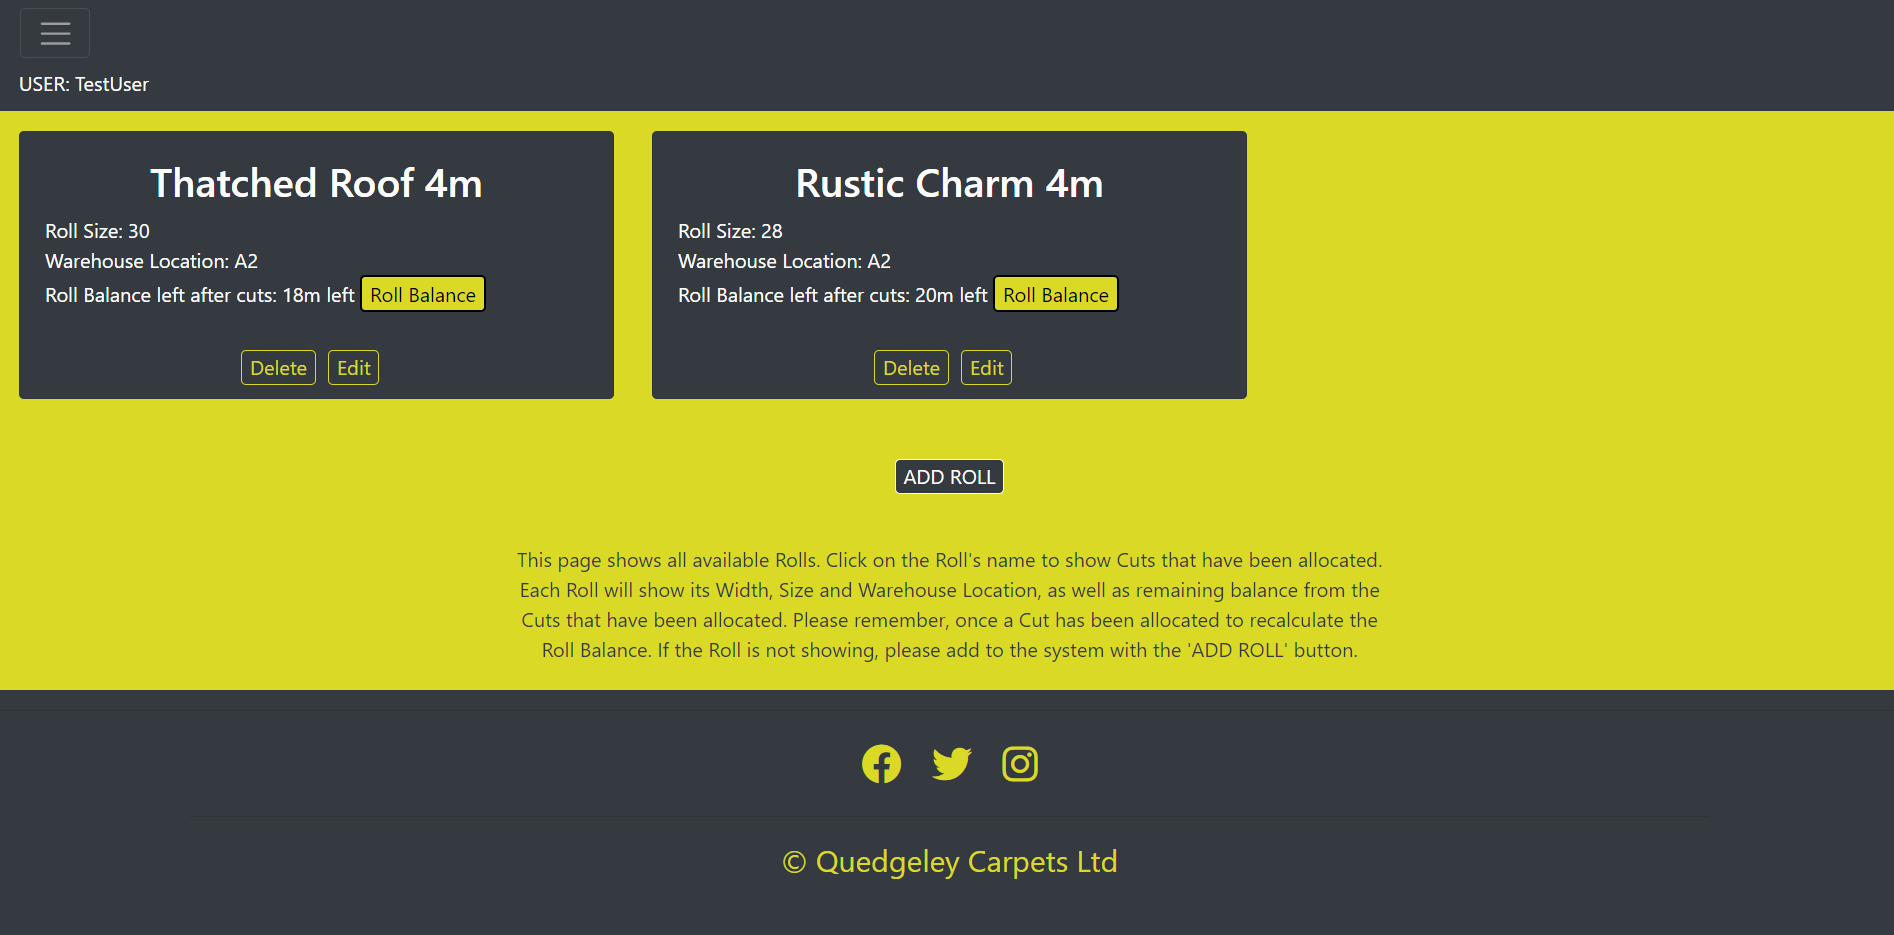 USER: TestUser
Thatched Roof 4m
Roll Size: 30
Warehouse Location: A2
Roll Balance left after cuts: 18m left Roll Balance
Delete Edit
Rustic Charm 4m
Roll Size: 28
Warehouse Location: A2
Roll Balance left after cuts: 20m left Roll Balance
Delete Edit
ADD ROLL
This page shows all available Rolls. Click on the Roll's name to show Cuts that have been allocated.
Each Roll will show its Width, Size and Warehouse Location, as well as remaining balance from the
Cuts that have been allocated. Please remember, once a Cut has been allocated to recalculate the
Roll Balance. If the Roll is not showing, please add to the system with the 'ADD ROLL' button.
© Quedgeley Carpets Ltd